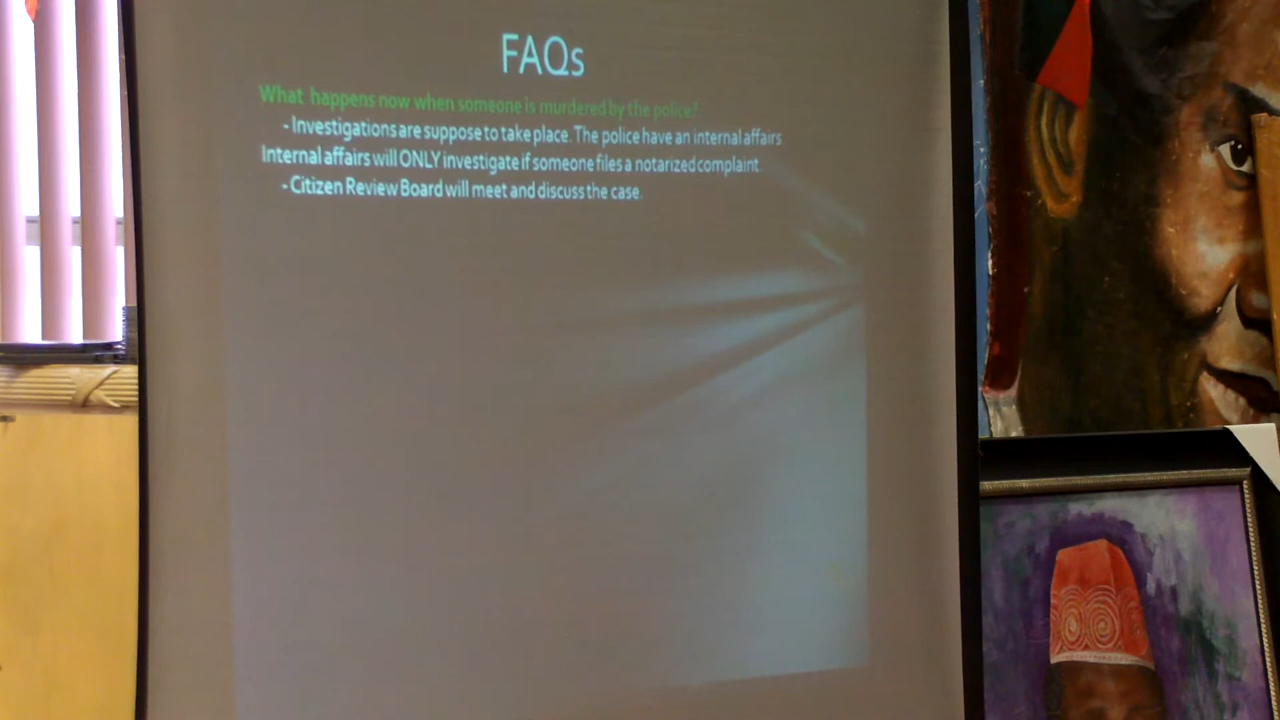 FAQs
What happens now when someone is murdered by the police?
- Investigations are suppose to take place. The police have an internal affairs.
Internal affairs will ONLY investigate if someone files a notarized complaint.
- Citizen Review Board will meet and discuss the case.